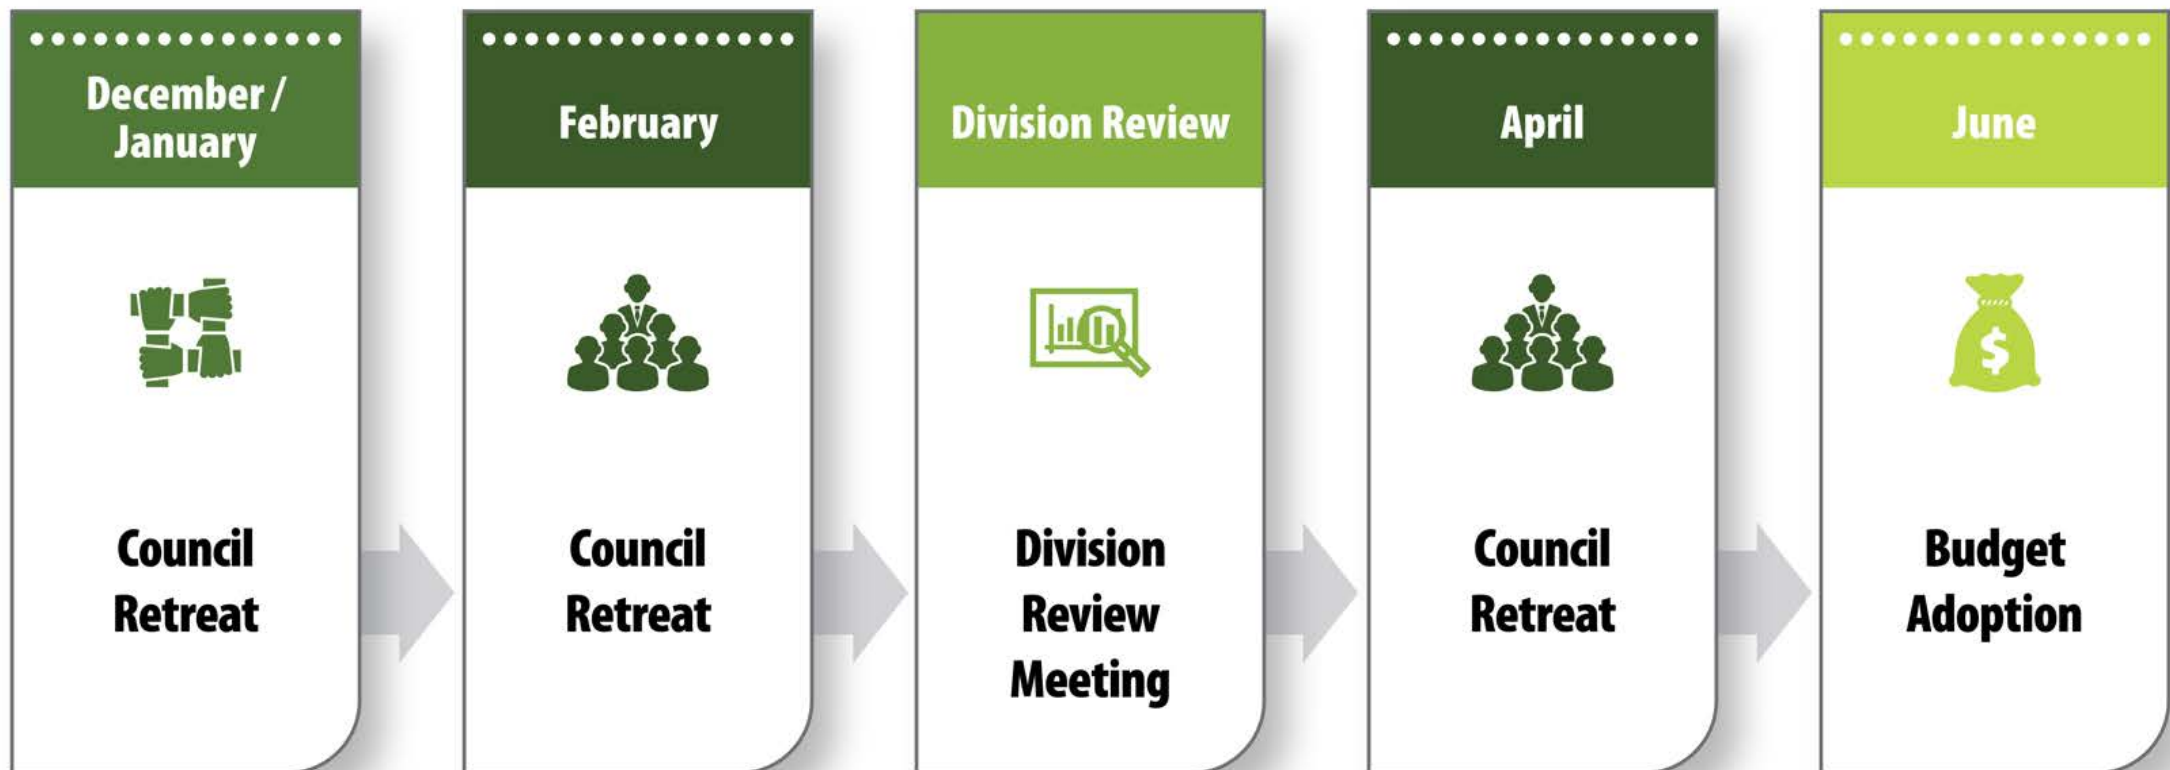 December /
January
Council
Retreat
February
Council
Retreat
Division Review
Division
Review
Meeting
April
Council
Retreat
June
$
Budget
Adoption